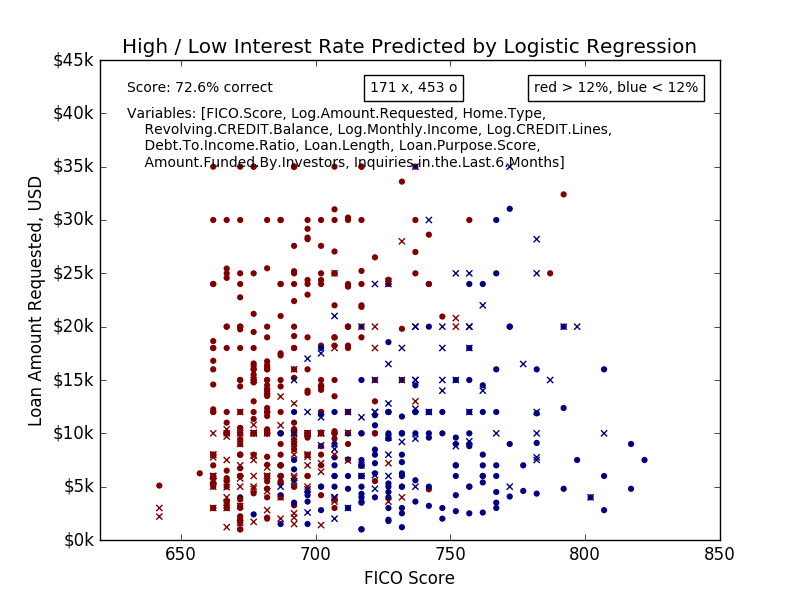 High / Low Interest Rate Predicted by Logistic Regression
$45k
Score: 72.6% correct
171 x, 453 o
red > 12%, blue < 12%
$40k
Variables: [FICO.Score, Log.Amount.Requested, Home.Type,
Revolving.CREDIT.Balance, Log.Monthly.Income, Log.CREDIT.Lines,
Debt.To.Income.Ratio, Loan.Length, Loan.Purpose.Score,
Amount.Funded.By.Investors, Inquiries.in.the.Last.6.Months]
$35k
$30k
$25k
$20k
$15k
$10k
$5k
$0k
Loan Amount Requested, USD
650
700
750
800
850
FICO Score